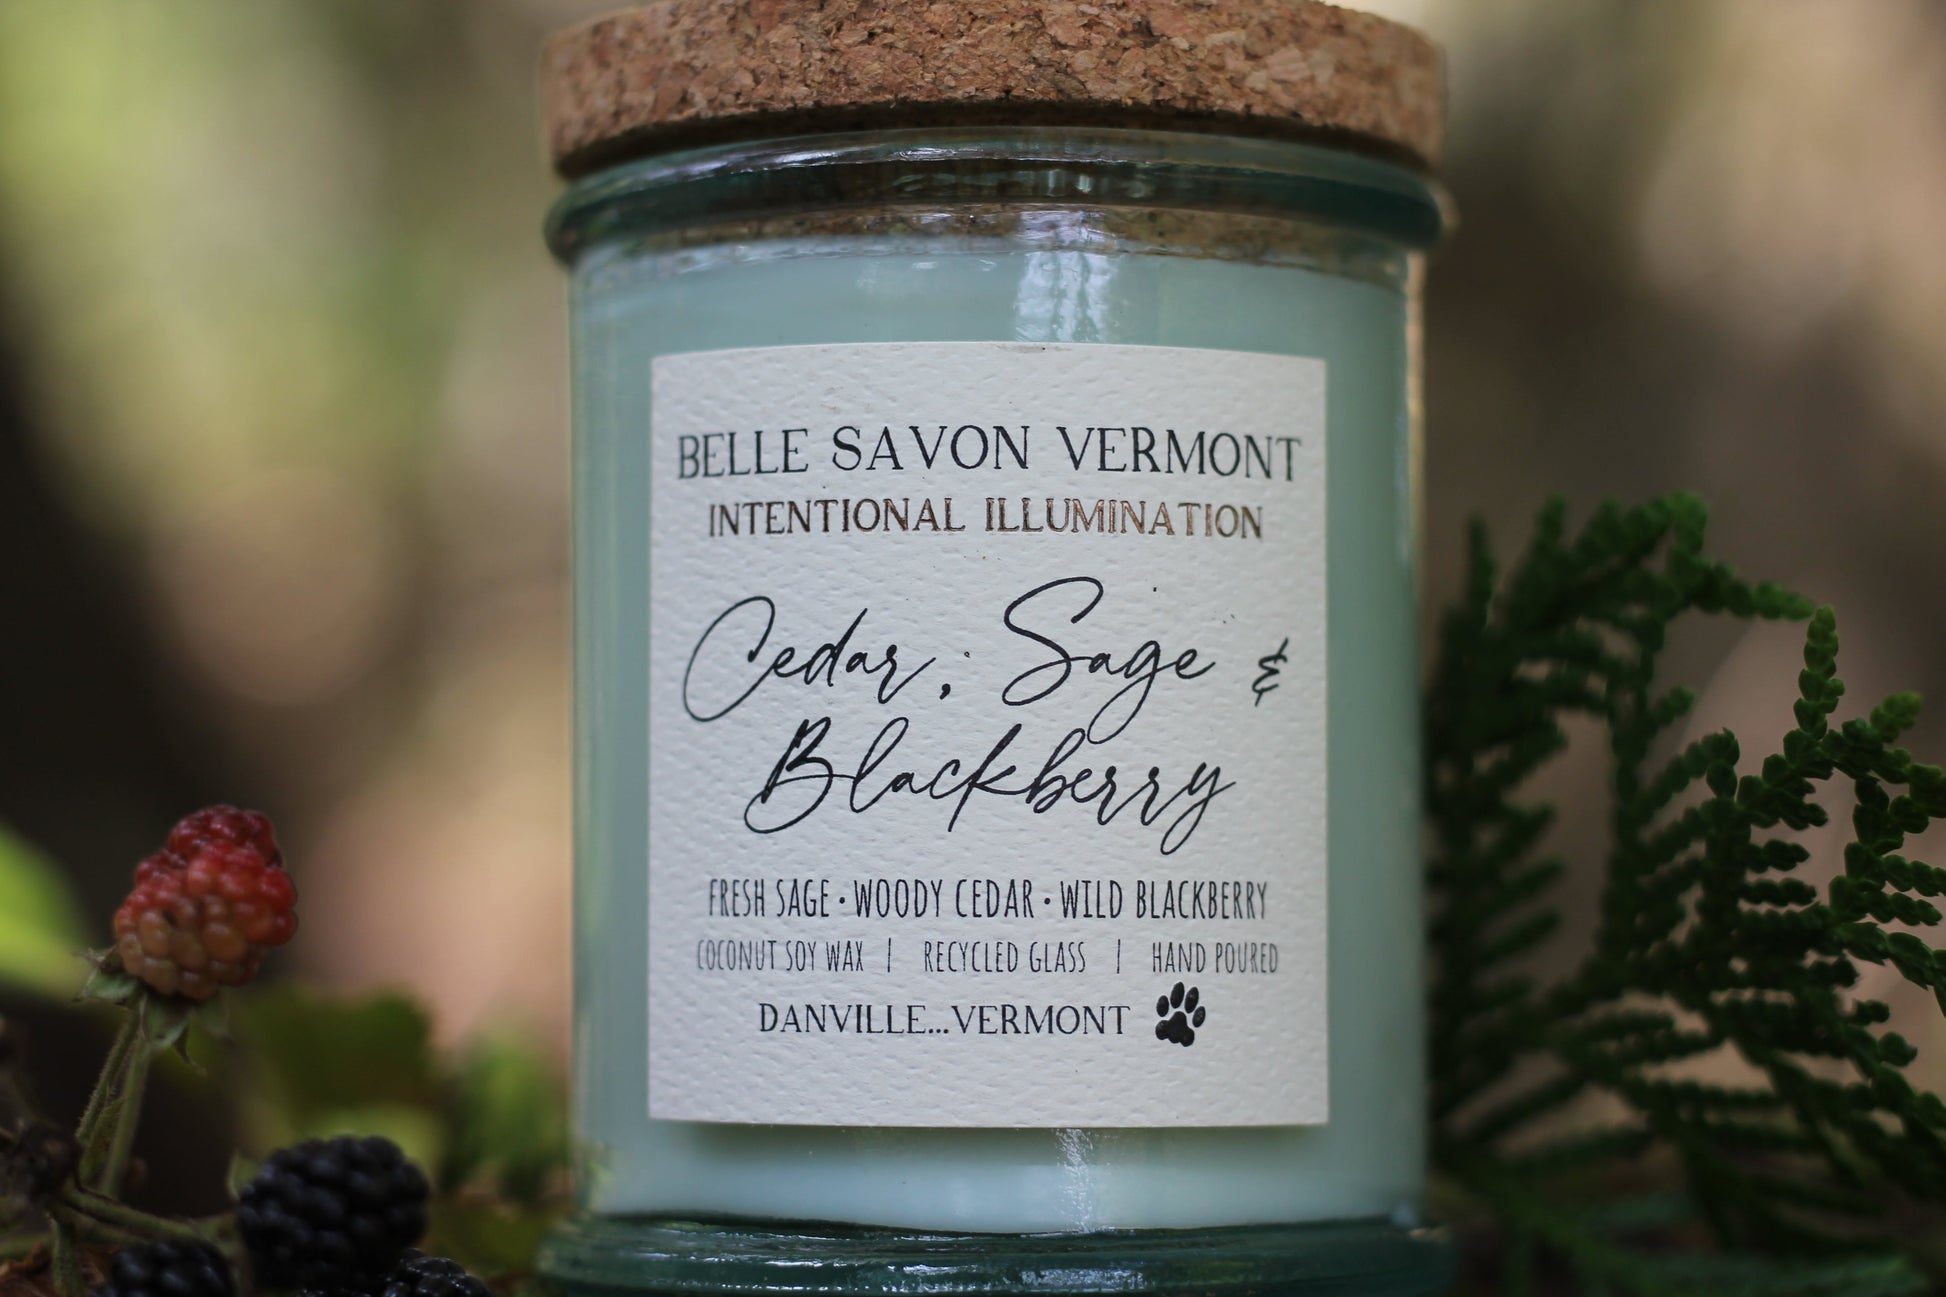 BELLE SAVON VERMONT
INTENTIONAL ILLUMINATION
Cedar, Sage &
Blackberry
FRESH SAGE • WOODY CEDAR • WILD BLACKBERRY
COCONUT SOY WAX | RECYCLED GLASS | HAND POURED
DANVILLE...VERMONT